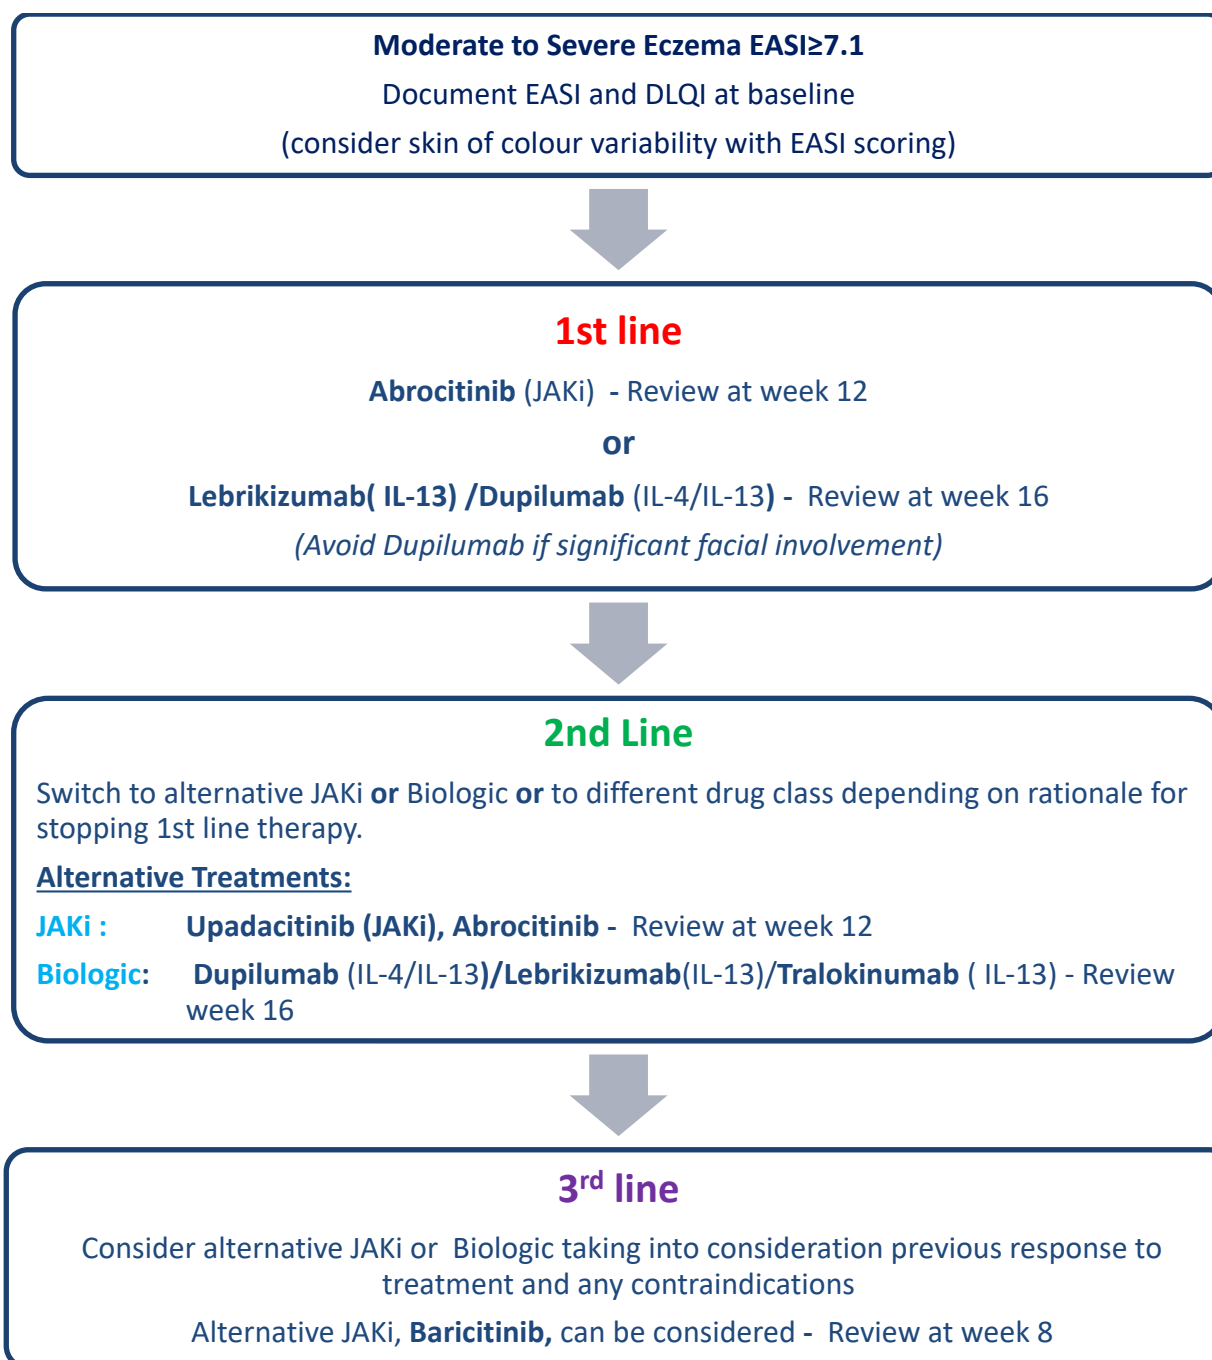 Moderate to Severe Eczema EASI≥7.1
Document EASI and DLQI at baseline
(consider skin of colour variability with EASI scoring)
1st line
Abrocitinib (JAKi)  - Review at week 12
or
Lebrikizumab( IL-13) /Dupilumab (IL-4/IL-13) -  Review at week 16
(Avoid Dupilumab if significant facial involvement)
2nd Line
Switch to alternative JAKi or Biologic or to different drug class depending on rationale for
stopping 1st line therapy.
Alternative Treatments:
JAKi :  Upadacitinib (JAKi), Abrocitinib -  Review at week 12
Biologic:  Dupilumab (IL-4/IL-13)/Lebrikizumab(IL-13)/Tralokinumab ( IL-13) - Review
week 16
3rd line
Consider alternative JAKi or  Biologic taking into consideration previous response to
treatment and any contraindications
Alternative JAKi, Baricitinib, can be considered -  Review at week 8